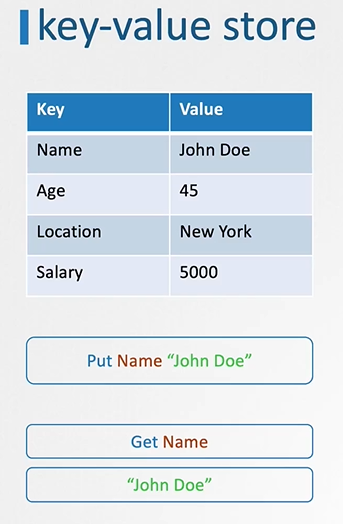 key-value store
Key Value
Name John Doe
Age 45
Location New York
Salary 5000
Put Name “John Doe”
Get Name
“John Doe”